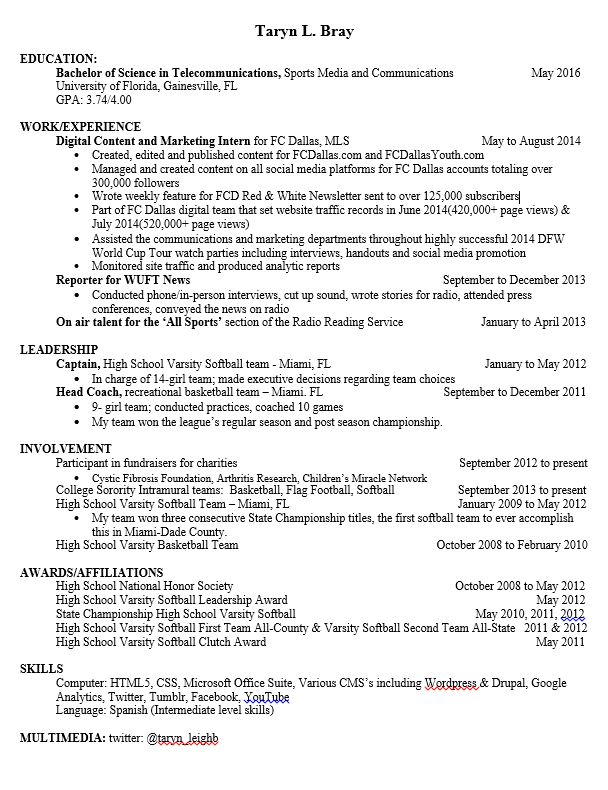 Taryn L. Bray
EDUCATION:
Bachelor of Science in Telecommunications, Sports Media and Communications May 2016
University of Florida, Gainesville, FL
GPA: 3.74/4.00
WORK/EXPERIENCE
Digital Content and Marketing Intern for FC Dallas, MLS May to August 2014
• Created, edited and published content for FCDallas.com and FCDallasYouth.com
• Managed and created content on all social media platforms for FC Dallas accounts totaling over
300,000 followers
• Wrote weekly feature for FCD Red & White Newsletter sent to over 125,000 subscribers
• Part of FC Dallas digital team that set website traffic records in June 2014(420,000+ page views) &
July 2014(520,000+ page views)
• Assisted the communications and marketing departments throughout highly successful 2014 DFW
World Cup Tour watch parties including interviews, handouts and social media promotion
• Monitored site traffic and produced analytic reports
Reporter for WUFT News September to December 2013
• Conducted phone/in-person interviews, cut up sound, wrote stories for radio, attended press
conferences, conveyed the news on radio
On air talent for the ‘All Sports’ section of the Radio Reading Service January to April 2013
LEADERSHIP
Captain, High School Varsity Softball team - Miami, FL January to May 2012
• In charge of 14-girl team; made executive decisions regarding team choices
Head Coach, recreational basketball team – Miami. FL September to December 2011
• 9- girl team; conducted practices, coached 10 games
• My team won the league’s regular season and post season championship.
INVOLVEMENT
Participant in fundraisers for charities September 2012 to present
• Cystic Fibrosis Foundation, Arthritis Research, Children’s Miracle Network
College Sorority Intramural teams: Basketball, Flag Football, Softball September 2013 to present
High School Varsity Softball Team – Miami, FL January 2009 to May 2012
• My team won three consecutive State Championship titles, the first softball team to ever accomplish
this in Miami-Dade County.
High School Varsity Basketball Team October 2008 to February 2010
AWARDS/AFFILIATIONS
High School National Honor Society October 2008 to May 2012
High School Varsity Softball Leadership Award May 2012
State Championship High School Varsity Softball May 2010, 2011, 2012
High School Varsity Softball First Team All-County & Varsity Softball Second Team All-State 2011 & 2012
High School Varsity Softball Clutch Award May 2011
SKILLS
Computer: HTML5, CSS, Microsoft Office Suite, Various CMS’s including Wordpress & Drupal, Google
Analytics, Twitter, Tumblr, Facebook, YouTube
Language: Spanish (Intermediate level skills)
MULTIMEDIA: twitter: @taryn_leighb